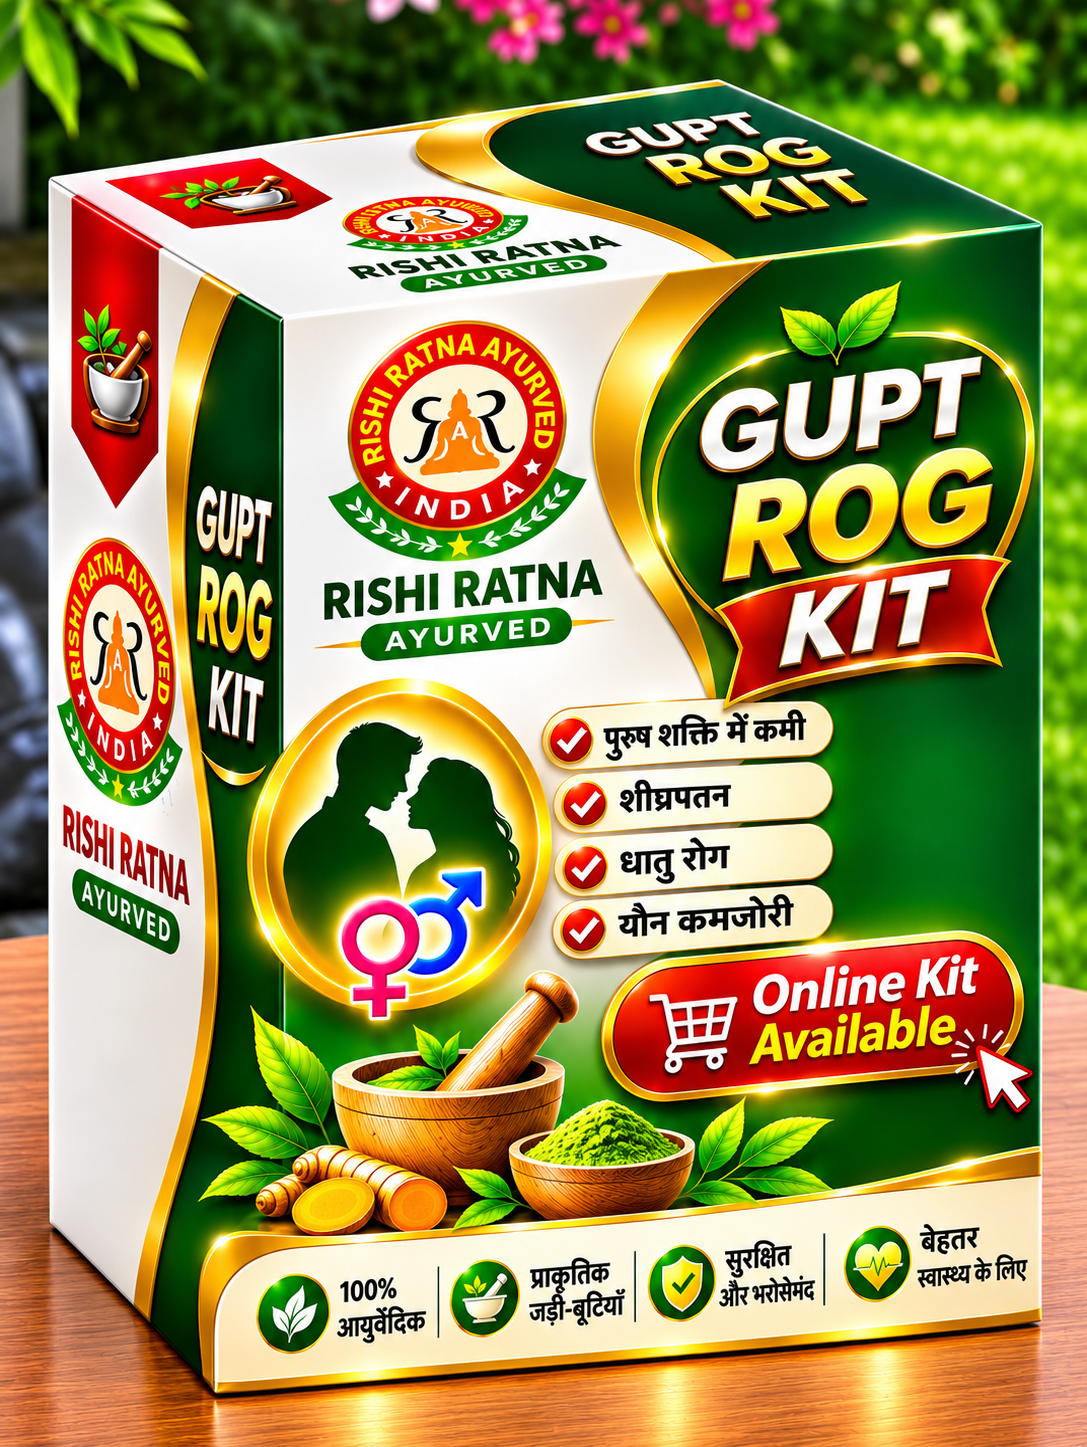 GUPT
ROG
KIT
RISHI RATNA AYURVED
INDIA
RISHI RATNA
AYURVED
RISHI RATNA AYURVED
SAR
INDIA
RISHI RATNA
AYURVED
GUPT
ROG
KIT
GUPT
ROG
KIT
RISHI RATNA AYURVED
SAR
INDIA
RISHI RATNA
AYURVED
पुरुष शक्ति में कमी
शीघ्रपतन
धातु रोग
यौन कमजोरी
Online Kit
Available
100%
आयुर्वेदिक
प्राकृतिक
जड़ी-बूटियाँ
सुरक्षित
और भरोसेमंद
बेहतर
स्वास्थ्य के लिए